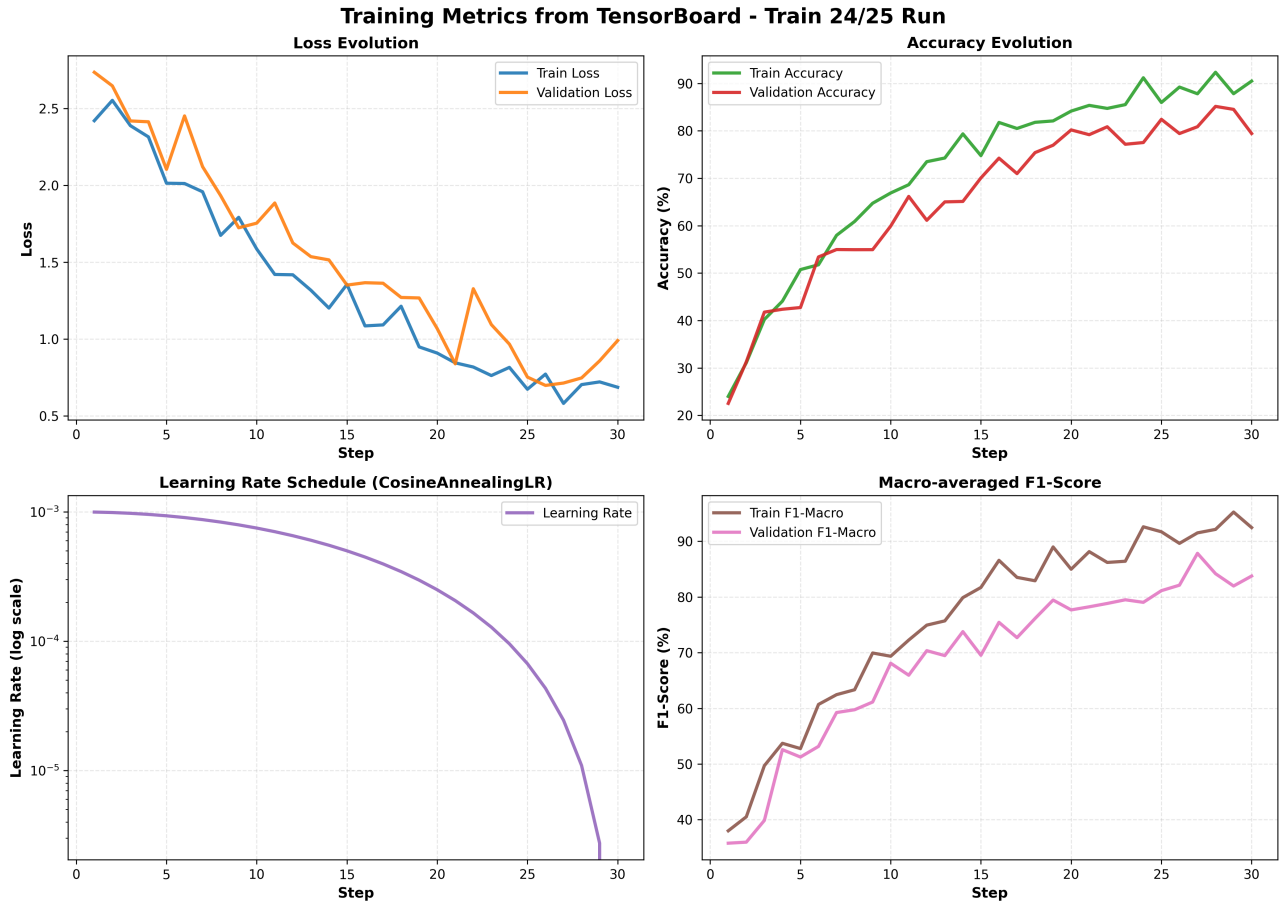 Training Metrics from TensorBoard - Train 24/25 Run
Loss Evolution
Train Loss
Validation Loss
Loss
2.5
2.0
1.5
1.0
0.5
0 5 10 15 20 25 30
Step
Accuracy Evolution
Train Accuracy
Validation Accuracy
Accuracy (%)
90
80
70
60
50
40
30
20
0 5 10 15 20 25 30
Step
Learning Rate Schedule (CosineAnnealingLR)
Learning Rate
Learning Rate (log scale)
10⁻³
10⁻⁴
10⁻⁵
0 5 10 15 20 25 30
Step
Macro-averaged F1-Score
Train F1-Macro
Validation F1-Macro
F1-Score (%)
90
80
70
60
50
40
0 5 10 15 20 25 30
Step